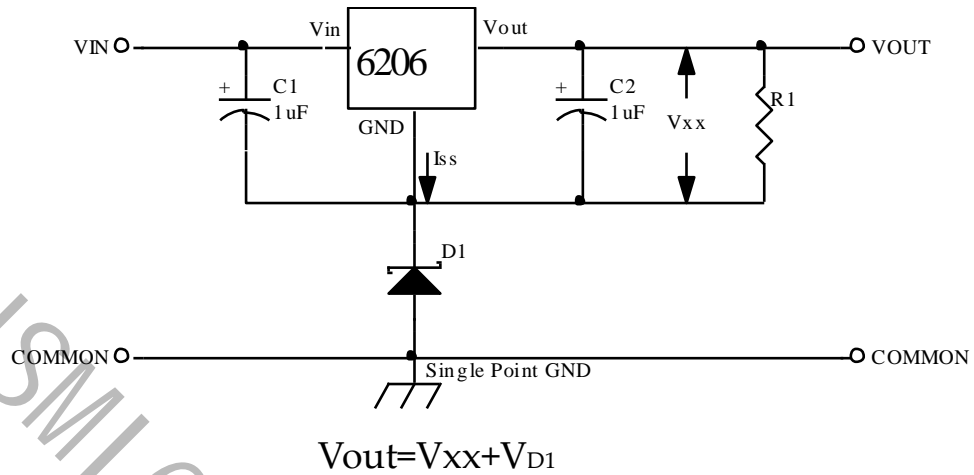 Vin
Vout
VIN
VOUT
6206
+ C1
1uF
+ C2
1uF
R1
GND
Vxx
Iss
D1
COMMON
COMMON
Single Point GND
Vout=Vxx+VD1